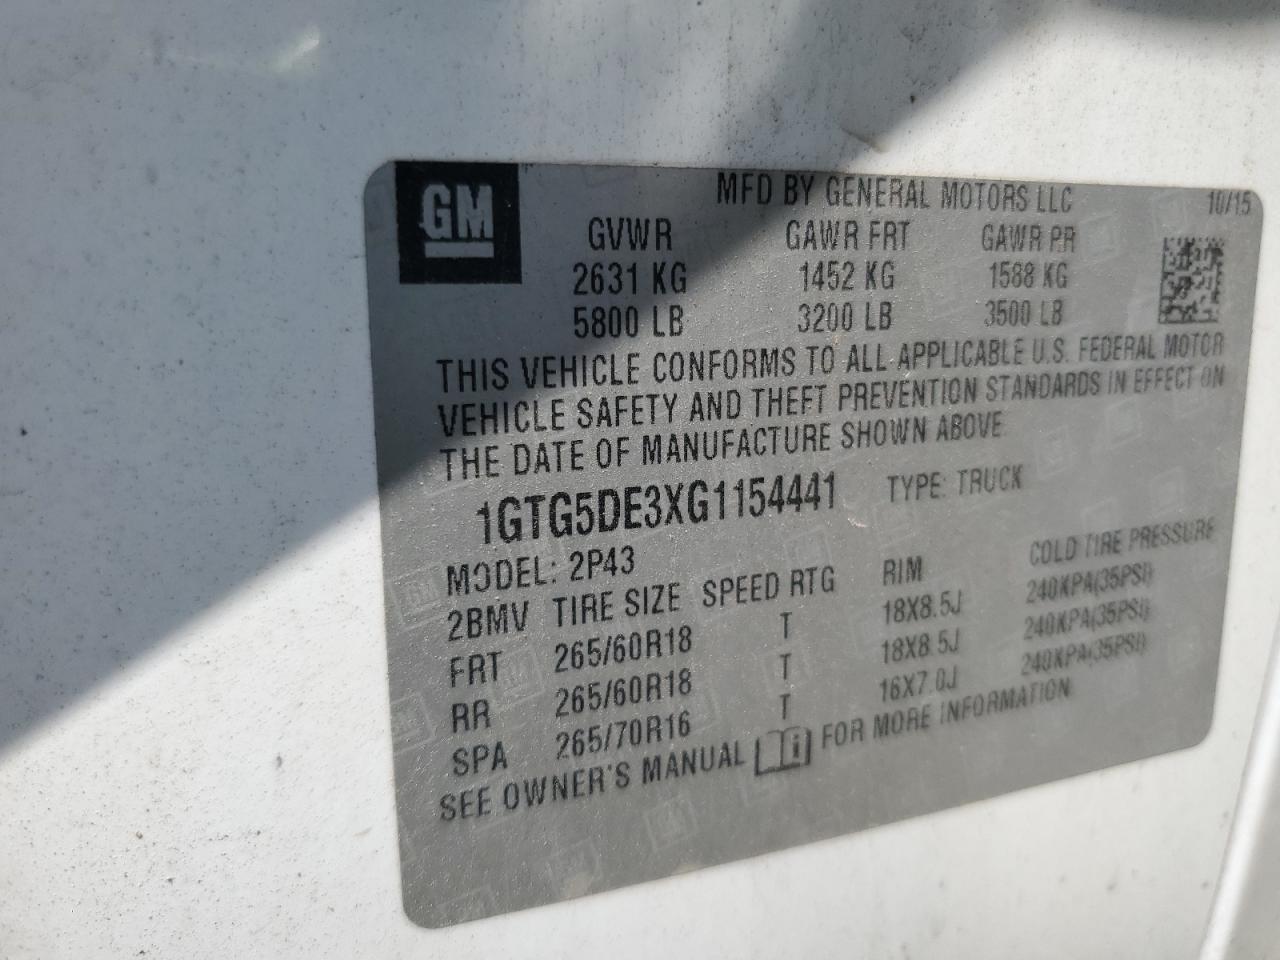 GM
MFD BY GENERAL MOTORS LLC 10/15
GVWR GAWR FRT GAWR RR
2631 KG 1452 KG 1588 KG
5800 LB 3200 LB 3500 LB
THIS VEHICLE CONFORMS TO ALL APPLICABLE U.S. FEDERAL MOTOR
VEHICLE SAFETY AND THEFT PREVENTION STANDARDS IN EFFECT ON
THE DATE OF MANUFACTURE SHOWN ABOVE.
1GTG5DE3XG1154441 TYPE: TRUCK
MODEL: 2P43
2BMV TIRE SIZE SPEED RTG RIM COLD TIRE PRESSURE
FRT 265/60R18 T 18X8.5J 240KPA(35PSI)
RR 265/60R18 T 18X8.5J 240KPA(35PSI)
SPA 265/70R16 T 16X7.0J 240KPA(35PSI)
SEE OWNER'S MANUAL FOR MORE INFORMATION